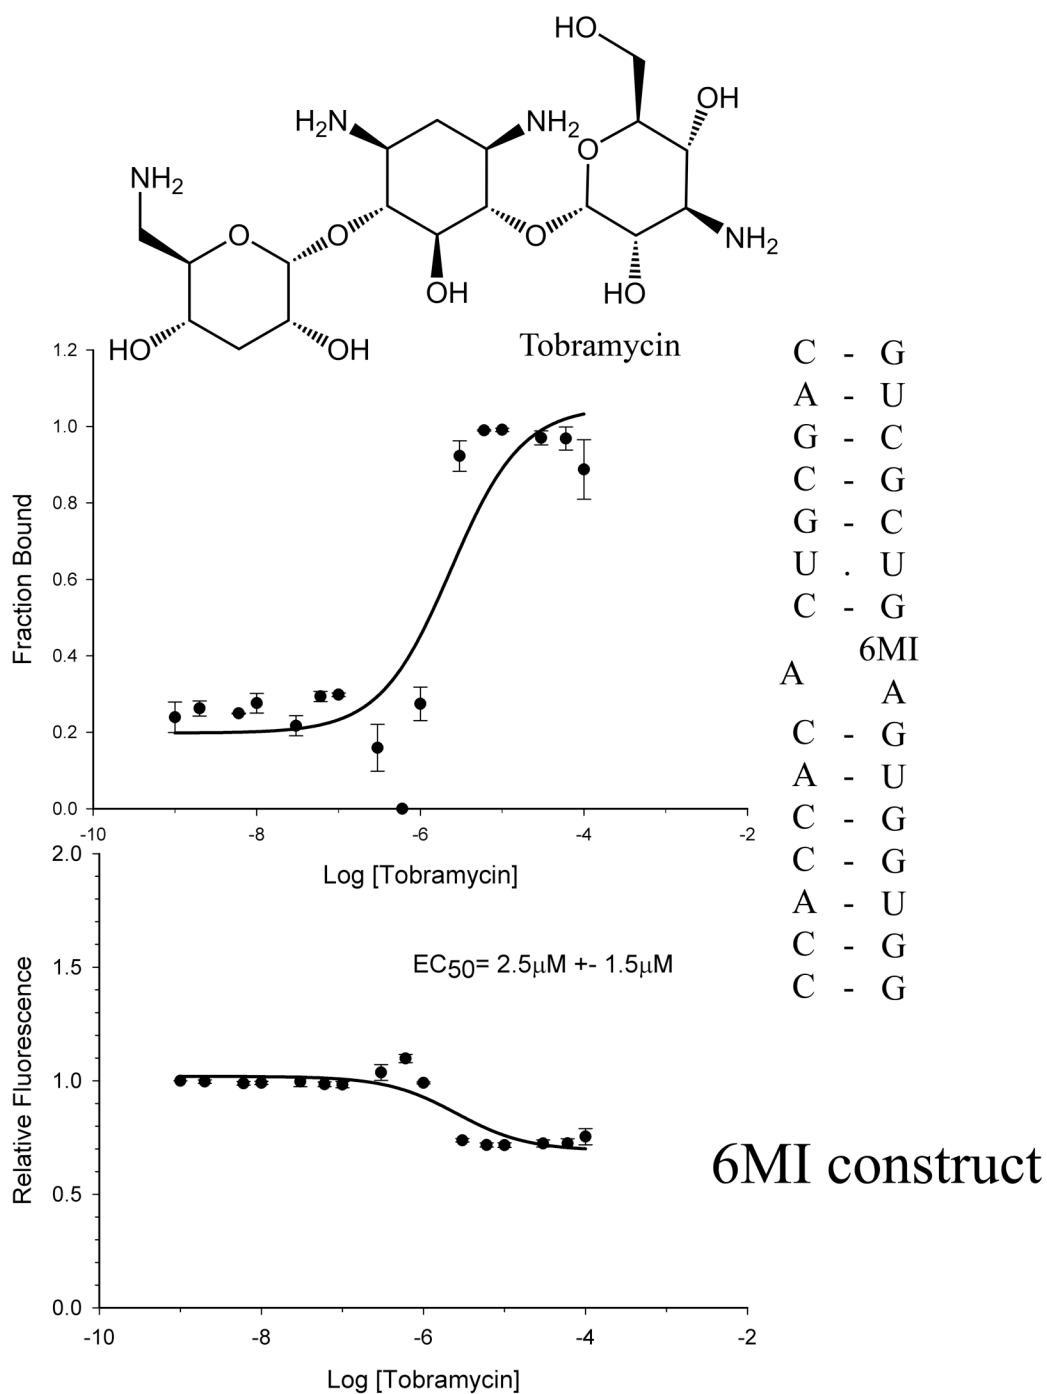 HO
OH
H₂N
NH₂
O
NH₂
O
O
O
NH₂
OH
HO
HO
OH
Tobramycin
1.2
1.0
0.8
0.6
0.4
0.2
0.0
Fraction Bound
-10
-8
-6
-4
-2
Log [Tobramycin]
C - G
A - U
G - C
C - G
G - C
U . U
C - G
6MI
A
A
C - G
A - U
C - G
C - G
A - U
C - G
C - G
2.0
1.5
1.0
0.5
0.0
Relative Fluorescence
EC₅₀= 2.5μM +- 1.5μM
-10
-8
-6
-4
-2
Log [Tobramycin]
6MI construct